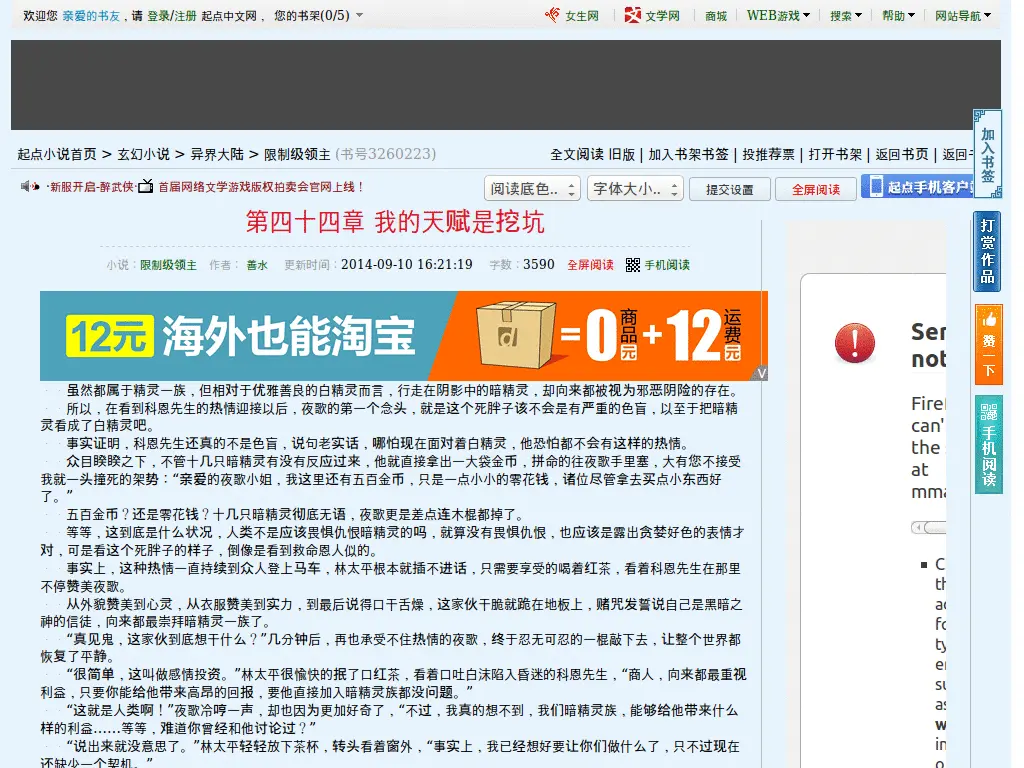 欢迎您 亲爱的书友，请 登录/注册 起点中文网， 您的书架(0/5)
女生网 文学网 商城 WEB游戏 搜索 帮助 网站导航
起点小说首页 > 玄幻小说 > 异界大陆 > 限制级领主 (书号3260223)
全文阅读 旧版 | 加入书架书签 | 投推荐票 | 打开书架 | 返回书页 |
加入书签
·新服开启-醉武侠· 首届网络文学游戏版权拍卖会官网上线！
阅读底色.. 字体大小.. 提交设置 全屏阅读 起点手机客户
第四十四章 我的天赋是挖坑
打赏作品
小说：限制级领主 作者： 善水 更新时间：2014-09-10 16:21:19 字数：3590 全屏阅读 手机阅读
12元 海外也能淘宝 =0商品元+12运费元
V
赞一下
手机阅读
虽然都属于精灵一族，但相对于优雅善良的白精灵而言，行走在阴影中的暗精灵，却向来都被视为邪恶阴险的存在。
所以，在看到科恩先生的热情迎接以后，夜歌的第一个念头，就是这个死胖子该不会是有严重的色盲，以至于把暗精
灵看成了白精灵吧。
事实证明，科恩先生还真的不是色盲，说句老实话，哪怕现在面对着白精灵，他恐怕都不会有这样的热情。
众目睽睽之下，不管十几只暗精灵有没有反应过来，他就直接拿出一大袋金币，拼命的往夜歌手里塞，大有您不接受
我就一头撞死的架势：“亲爱的夜歌小姐，我这里还有五百金币，只是一点小小的零花钱，诸位尽管拿去买点小东西好
了。”
五百金币？还是零花钱？十几只暗精灵彻底无语，夜歌更是差点连木棍都掉了。
等等，这到底是什么状况，人类不是应该畏惧仇恨暗精灵的吗，就算没有畏惧仇恨，也应该是露出贪婪好色的表情才
对，可是看这个死胖子的样子，倒像是看到救命恩人似的。
事实上，这种热情一直持续到众人登上马车，林太平根本就插不进话，只需要享受的喝着红茶，看着科恩先生在那里
不停赞美夜歌。
从外貌赞美到心灵，从衣服赞美到实力，到最后说得口干舌燥，这家伙干脆就跪在地板上，赌咒发誓说自己是黑暗之
神的信徒，向来都最崇拜暗精灵一族了。
“真见鬼，这家伙到底想干什么？”几分钟后，再也承受不住热情的夜歌，终于忍无可忍的一棍敲下去，让整个世界都
恢复了平静。
“很简单，这叫做感情投资。”林太平很愉快的抿了口红茶，看着口吐白沫陷入昏迷的科恩先生，“商人，向来都最重视
利益，只要你能给他带来高昂的回报，要他直接加入暗精灵族都没问题。”
“这就是人类啊！”夜歌冷哼一声，却也因为更加好奇了，“不过，我真的想不到，我们暗精灵族，能够给他带来什么
样的利益……等等，难道你曾经和他讨论过？”
“说出来就没意思了。”林太平轻轻放下茶杯，转头看着窗外，“事实上，我已经想好要让你们做什么了，只不过现在
还缺少一个契机。”
Ser
not
Firef
can'
the
at
mma